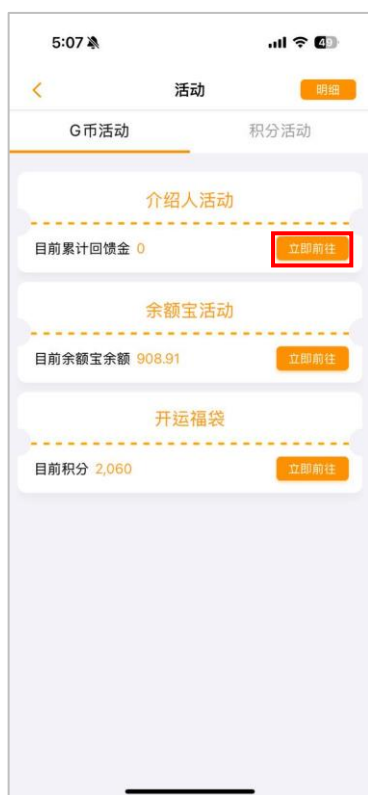 5:07 49
活动 明细
G币活动 积分活动
介绍人活动
目前累计回馈金 0 立即前往
余额宝活动
目前余额宝余额 908.91 立即前往
开运福袋
目前积分 2,060 立即前往